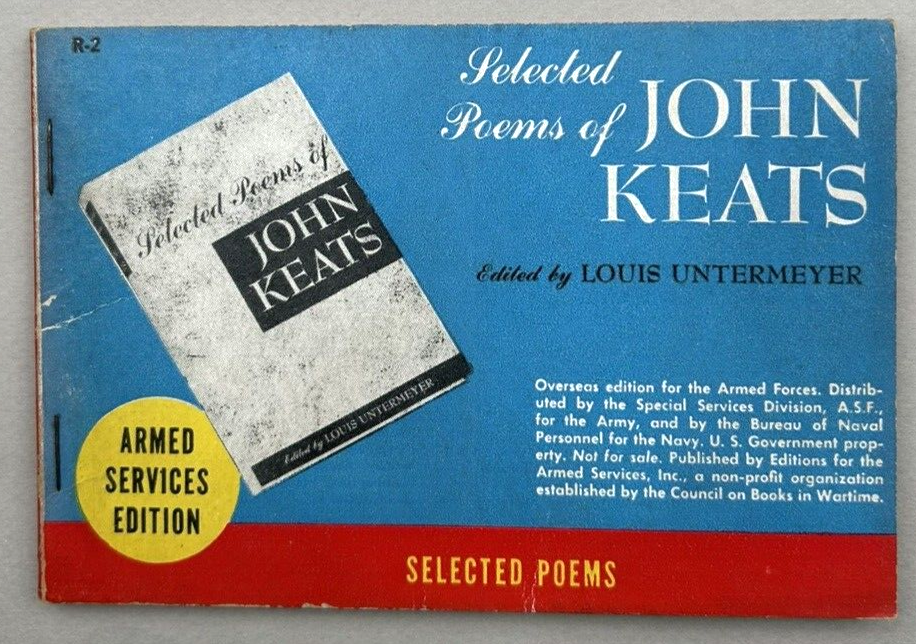 R-2
Selected
Poems of JOHN
KEATS
Edited by LOUIS UNTERMEYER
Selected Poems of
JOHN
KEATS
Edited by LOUIS UNTERMEYER
Overseas edition for the Armed Forces. Distrib-
uted by the Special Services Division, A.S.F.,
for the Army, and by the Bureau of Naval
Personnel for the Navy. U. S. Government prop-
erty. Not for sale. Published by Editions for the
Armed Services, Inc., a non-profit organization
established by the Council on Books in Wartime.
ARMED
SERVICES
EDITION
SELECTED POEMS